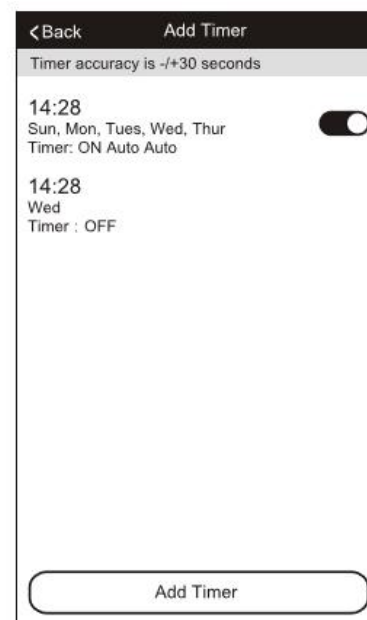 Back Add Timer
Timer accuracy is -/+30 seconds
14:28
Sun, Mon, Tues, Wed, Thur
Timer: ON Auto Auto
14:28
Wed
Timer : OFF
Add Timer